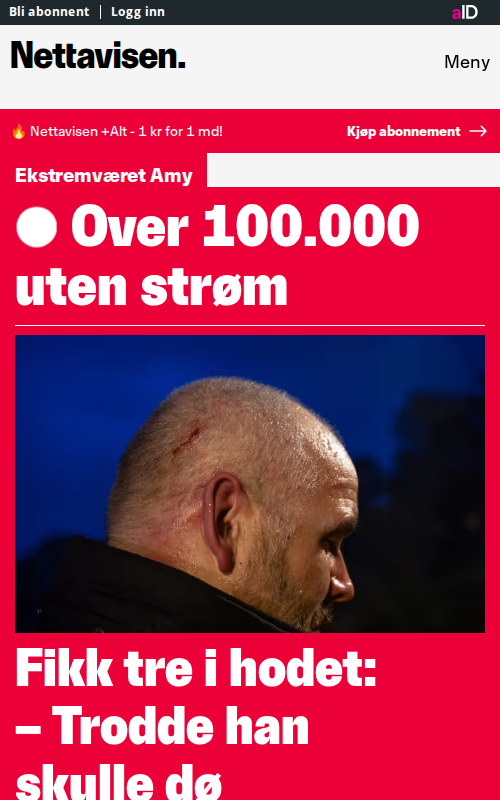 Bli abonnent | Logg inn
aID
Nettavisen.
Meny
🔥 Nettavisen +Alt - 1 kr for 1 md!
Kjøp abonnement →
Ekstremværet Amy
Over 100.000
uten strøm
Fikk tre i hodet:
– Trodde han
skulle dø